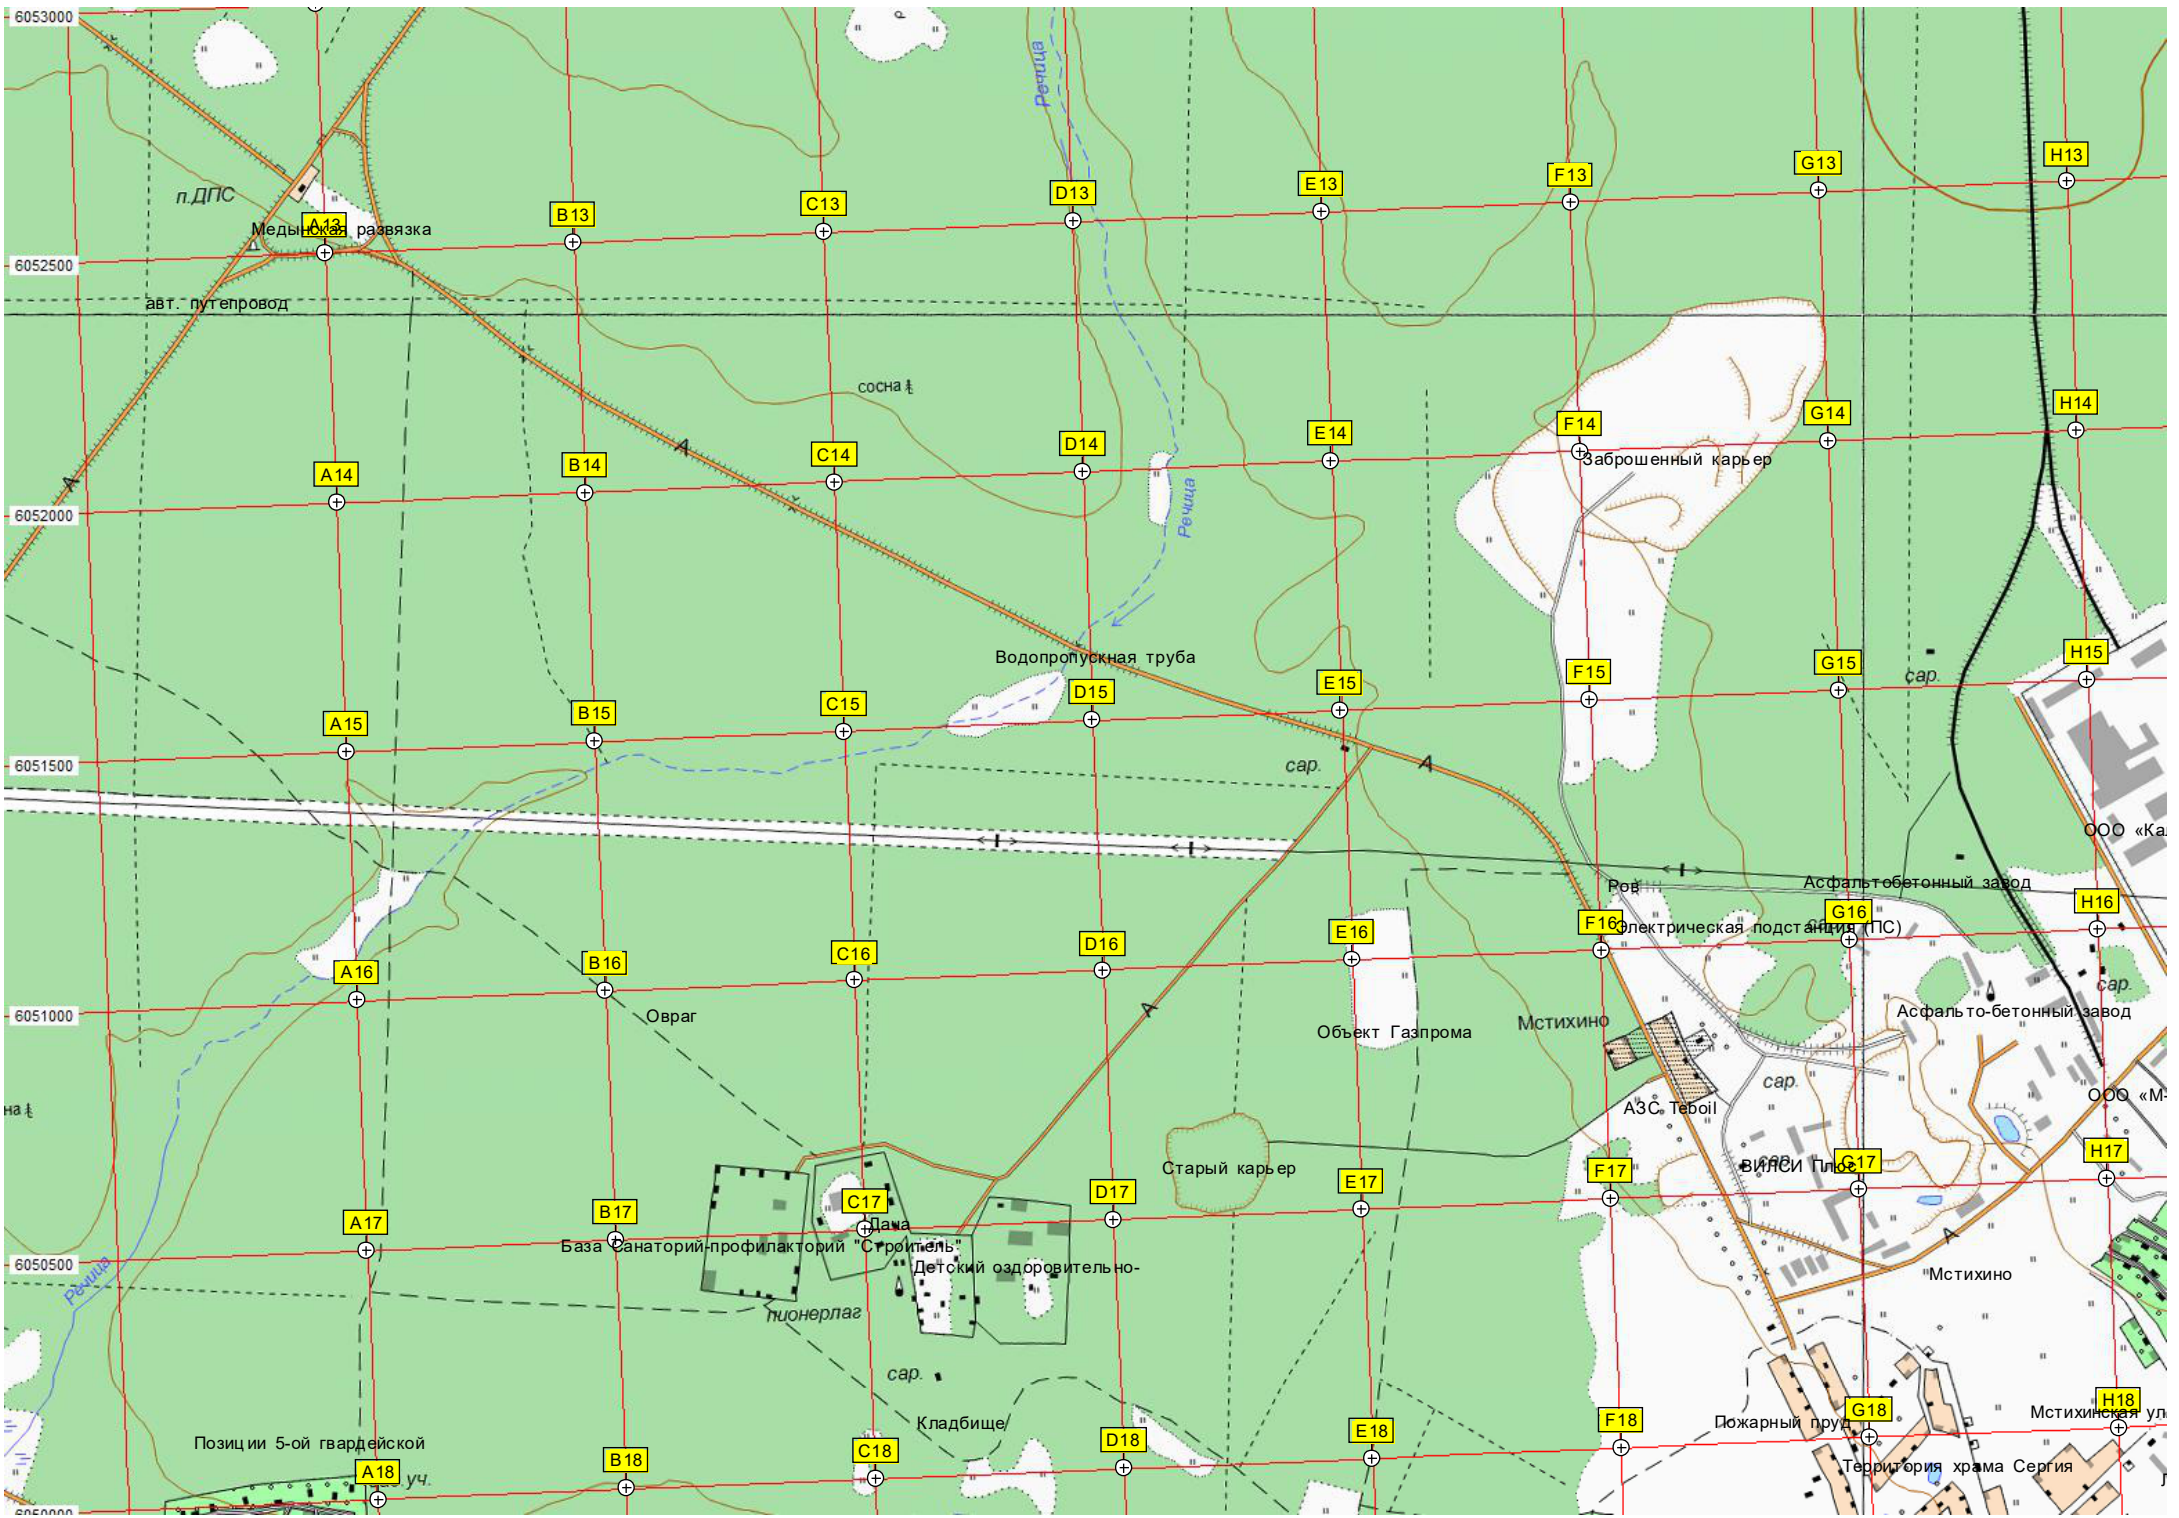 6053000
Речица
п.ДПС
A13
Медынская развязка
B13
C13
D13
E13
F13
G13
H13
6052500
авт. путепровод
сосна
A
A
A14
B14
C14
D14
E14
F14
G14
H14
Заброшенный карьер
6052000
Речица
Водопропускная труба
A15
B15
C15
D15
E15
F15
G15
H15
сар.
6051500
сар.
A
ООО «Ка
Ров
Асфальтобетонный завод
A16
B16
C16
D16
E16
F16
G16
H16
Электрическая подстанция (ПС)
сар.
6051000
Овраг
A
Объект Газпрома
Мстихино
Асфальто-бетонный завод
на
сар.
АЗС Teboil
ООО «М-
Старый карьер
ВИЛСИ Плюс
сар.
A17
B17
C17
D17
E17
F17
G17
H17
Дача
База Санаторий-профилакторий "Строитель"
Детский оздоровительно-
A
6050500
Речица
"Мстихино
пионерлаг
сар.
Кладбище
Пожарный пруд
Мстихинская ул
Позиции 5-ой гвардейской
A18
B18
C18
D18
E18
F18
G18
H18
уч.
Территория храма Сергия
6050000